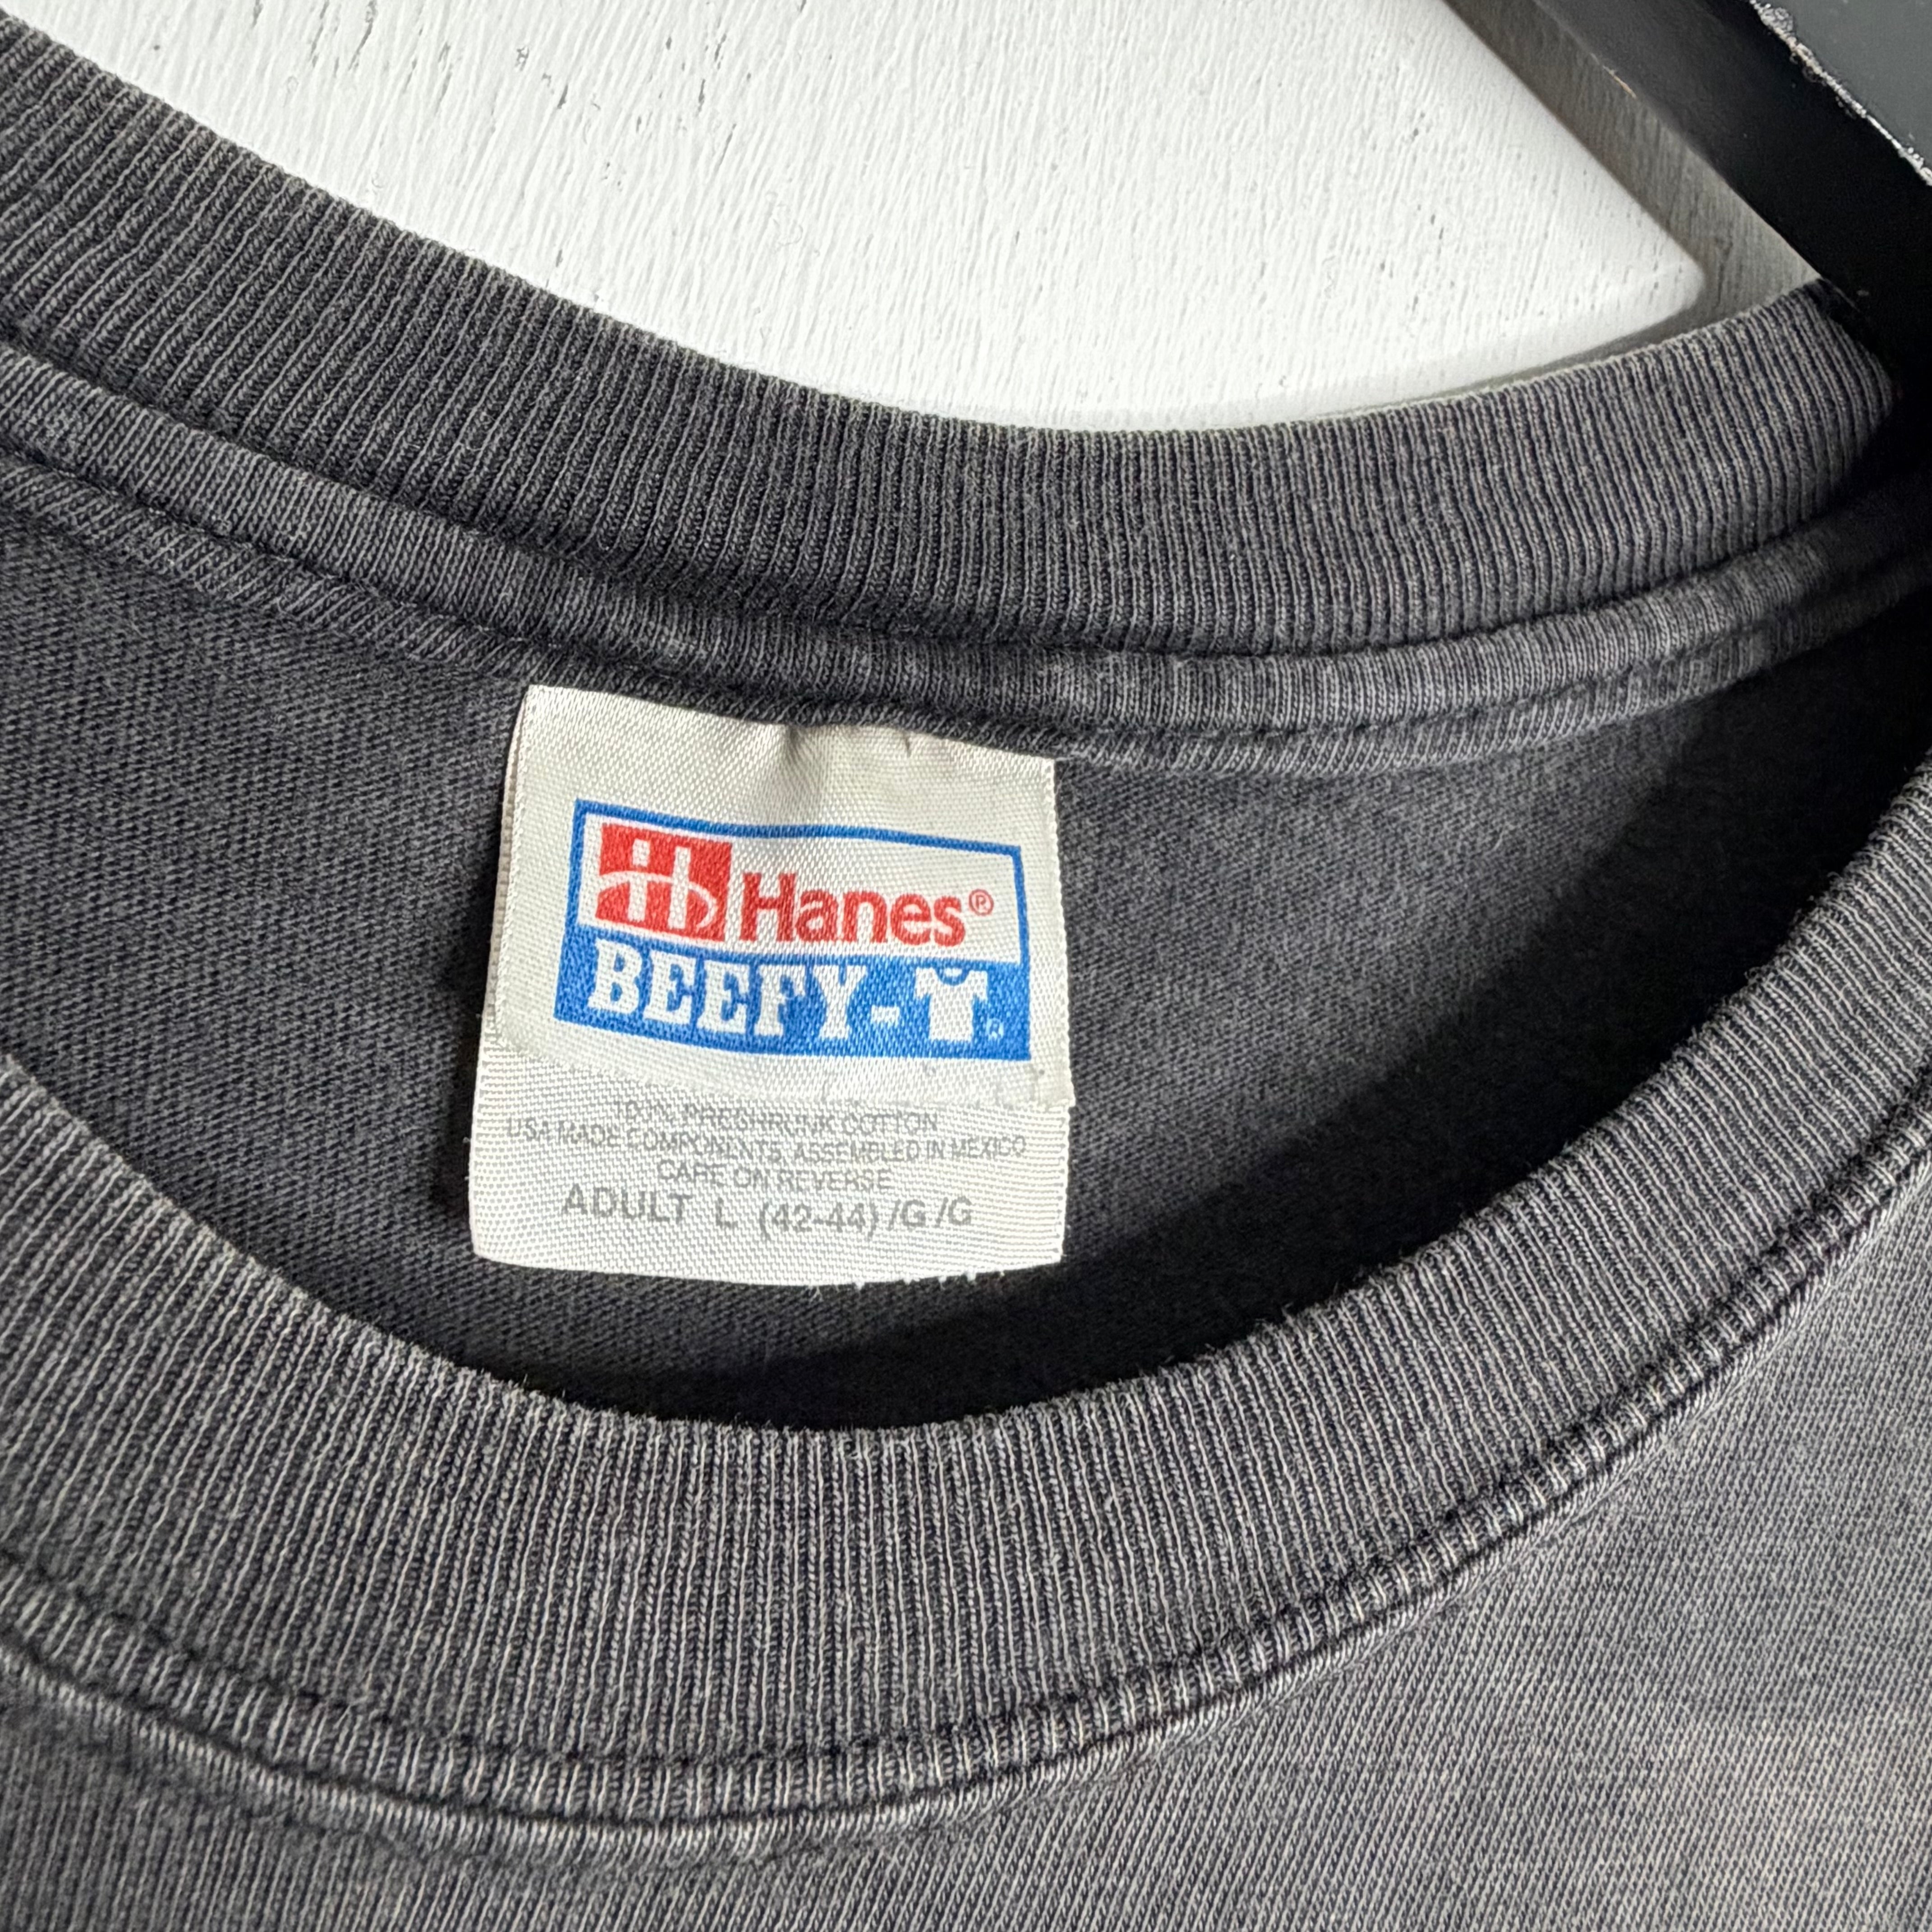 Hanes®
BEEFY-T®
100% PRESHRUNK COTTON
USA MADE COMPONENTS, ASSEMBLED IN MEXICO
CARE ON REVERSE
ADULT L (42-44) /G /G